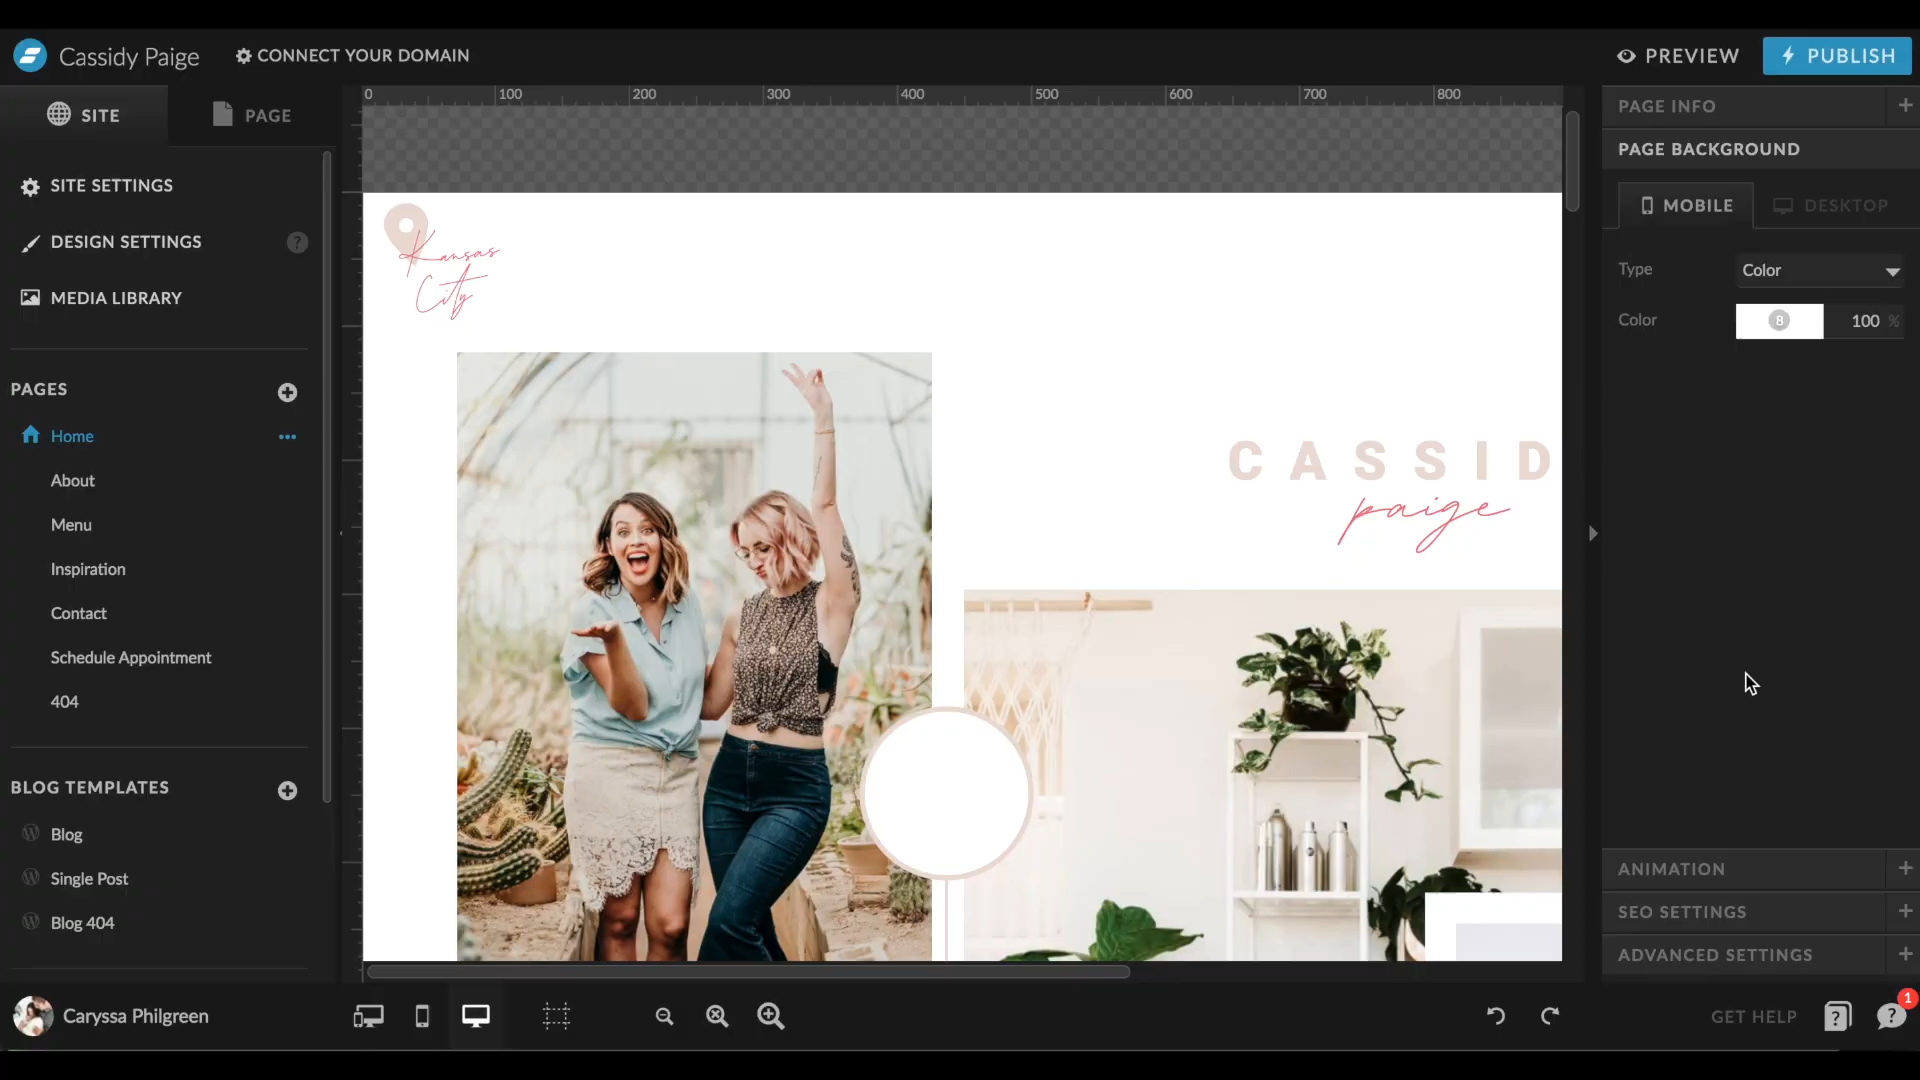 Cassidy Paige
CONNECT YOUR DOMAIN
PREVIEW
PUBLISH
SITE
PAGE
0 100 200 300 400 500 600 700 800
PAGE INFO
PAGE BACKGROUND
SITE SETTINGS
DESIGN SETTINGS ?
MEDIA LIBRARY
MOBILE
DESKTOP
Type Color
Color 8 100 %
Kansas
City
PAGES
Home
About
Menu
Inspiration
Contact
Schedule Appointment
404
CASSID
paige
BLOG TEMPLATES
Blog
Single Post
Blog 404
ANIMATION
SEO SETTINGS
ADVANCED SETTINGS
Caryssa Philgreen
GET HELP
?
?
1